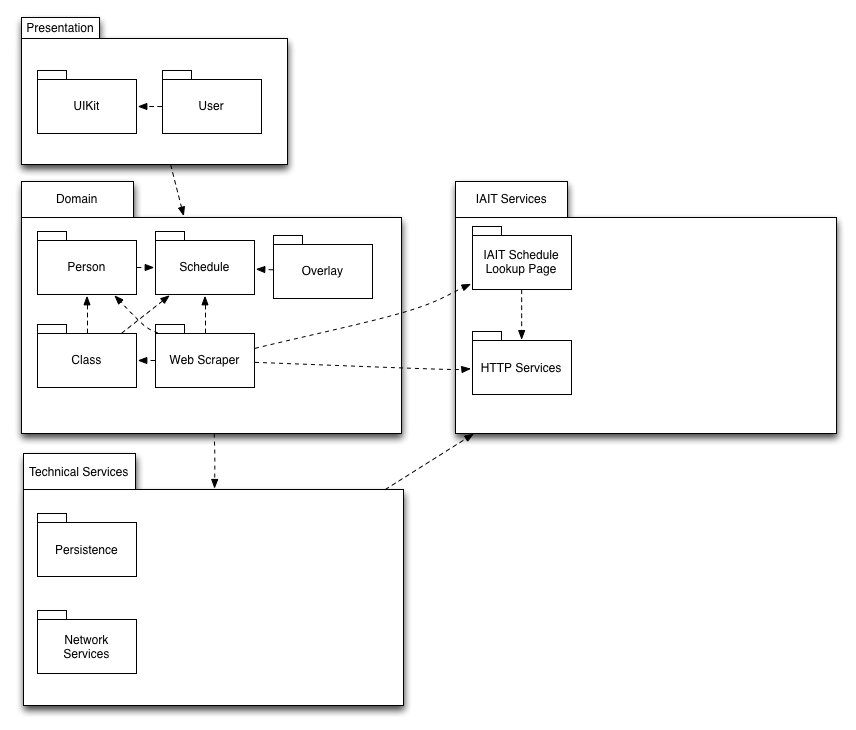 Presentation
UIKit
User
Domain
Person
Schedule
Overlay
Class
Web Scraper
IAIT Services
IAIT Schedule
Lookup Page
HTTP Services
Technical Services
Persistence
Network
Services